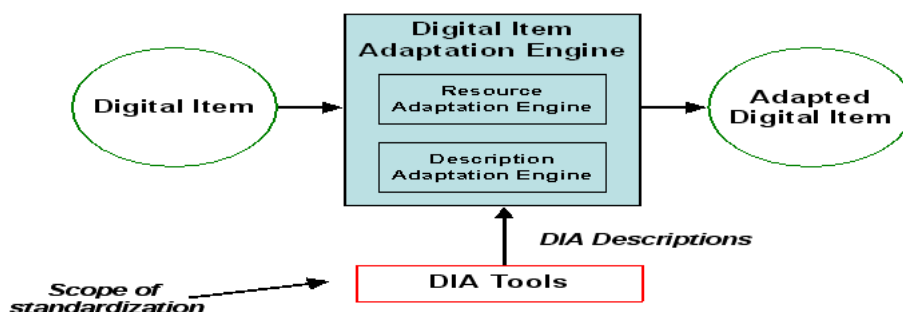 Digital Item
Adaptation Engine
Resource
Adaptation Engine
Digital Item
Adapted
Digital Item
Description
Adaptation Engine
DIA Descriptions
DIA Tools
Scope of
standardization